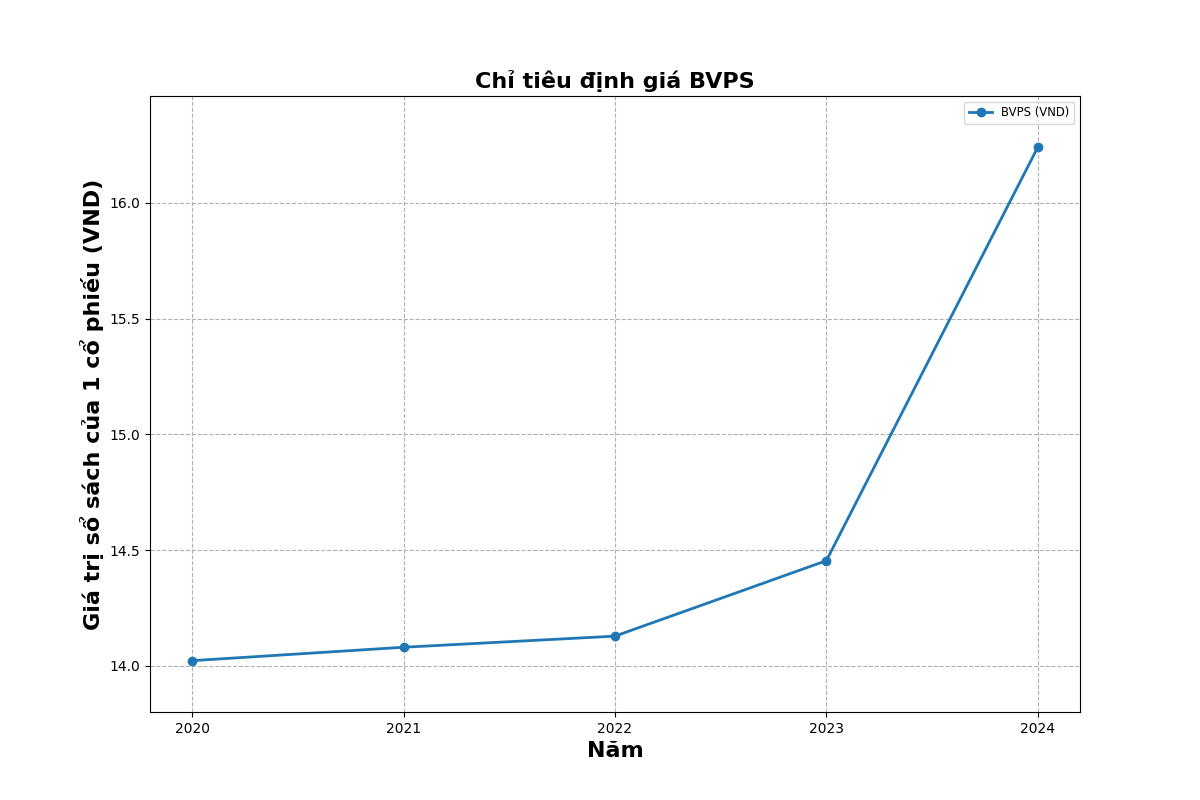 Chỉ tiêu định giá BVPS
BVPS (VND)
Giá trị sổ sách của 1 cổ phiếu (VND)
16.0
15.5
15.0
14.5
14.0
2020 2021 2022 2023 2024
Năm